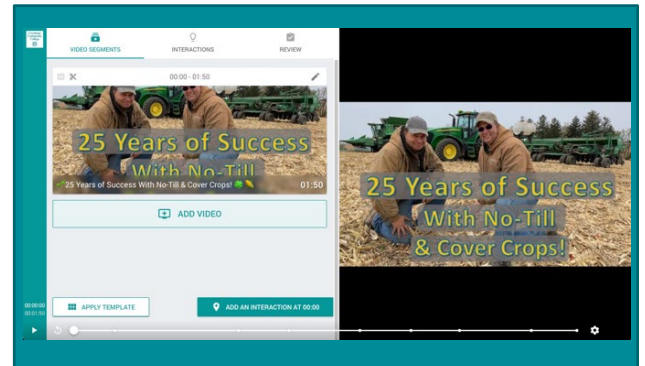 VIDEO SEGMENTS
INTERACTIONS
REVIEW
00:00 - 01:50
25 Years of Success
With No-Till
25 Years of Success With No-Till & Cover Crops!
01:50
ADD VIDEO
25 Years of Success
With No-Till
& Cover Crops!
APPLY TEMPLATE
ADD AN INTERACTION AT 00:00
00:00:00
00:01:50